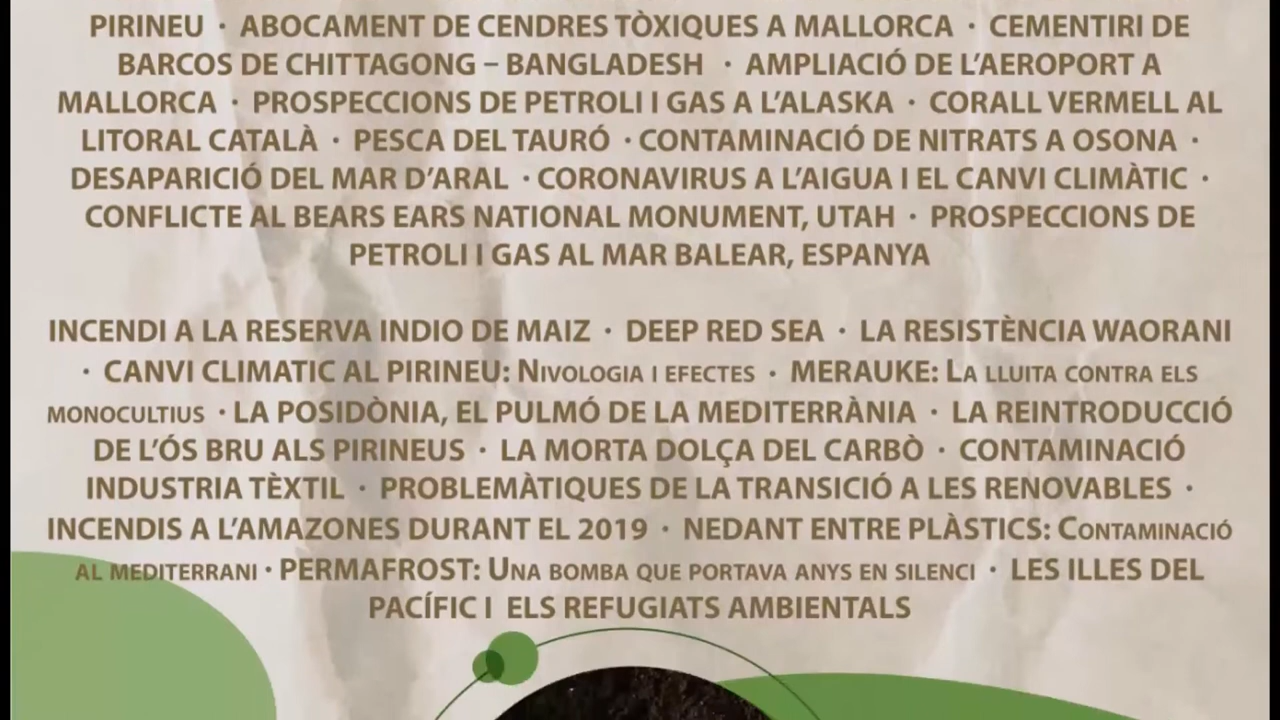 PIRINEU · ABOCAMENT DE CENDRES TÒXIQUES A MALLORCA · CEMENTIRI DE
BARCOS DE CHITTAGONG – BANGLADESH · AMPLIACIÓ DE L'AEROPORT A
MALLORCA · PROSPECCIONS DE PETROLI I GAS A L'ALASKA · CORALL VERMELL AL
LITORAL CATALÀ · PESCA DEL TAURÓ · CONTAMINACIÓ DE NITRATS A OSONA ·
DESAPARICIÓ DEL MAR D'ARAL · CORONAVIRUS A L'AIGUA I EL CANVI CLIMÀTIC ·
CONFLICTE AL BEARS EARS NATIONAL MONUMENT, UTAH · PROSPECCIONS DE
PETROLI I GAS AL MAR BALEAR, ESPANYA
INCENDI A LA RESERVA INDIO DE MAIZ · DEEP RED SEA · LA RESISTÈNCIA WAORANI
· CANVI CLIMATIC AL PIRINEU: NIVOLOGIA I EFECTES · MERAUKE: LA LLUITA CONTRA ELS
MONOCULTIUS · LA POSIDÒNIA, EL PULMÓ DE LA MEDITERRÀNIA · LA REINTRODUCCIÓ
DE L'ÓS BRU ALS PIRINEUS · LA MORTA DOLÇA DEL CARBÒ · CONTAMINACIÓ
INDUSTRIA TÈXTIL · PROBLEMÀTIQUES DE LA TRANSICIÓ A LES RENOVABLES ·
INCENDIS A L'AMAZONES DURANT EL 2019 · NEDANT ENTRE PLÀSTICS: CONTAMINACIÓ
AL MEDITERRANI · PERMAFROST: UNA BOMBA QUE PORTAVA ANYS EN SILENCI · LES ILLES DEL
PACÍFIC I ELS REFUGIATS AMBIENTALS